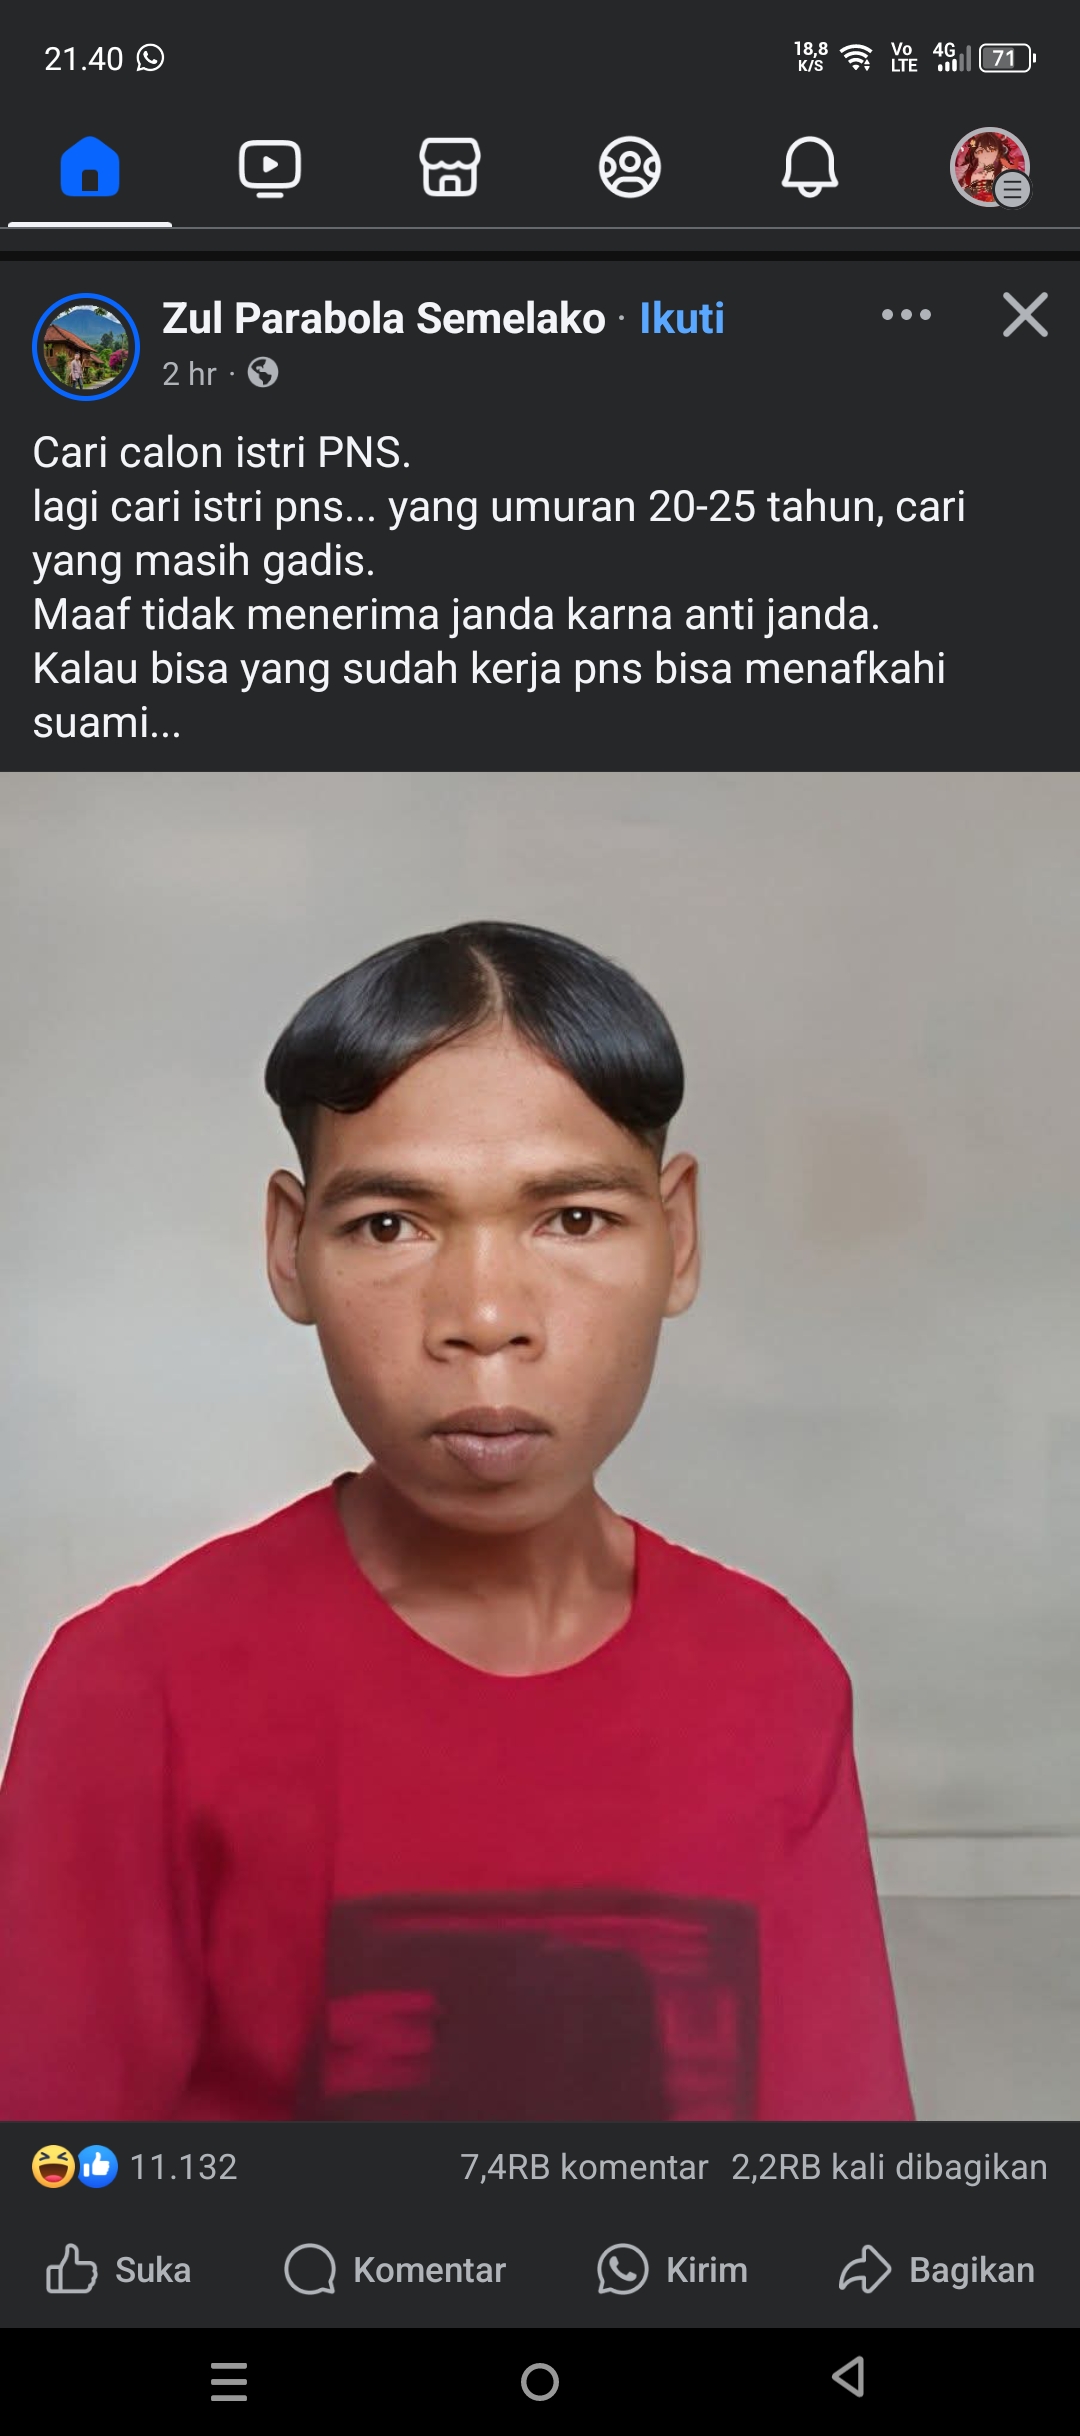 21.40
18,8
K/S
Vo
LTE
4G
71
Zul Parabola Semelako · Ikuti
2 hr ·
Cari calon istri PNS.
lagi cari istri pns... yang umuran 20-25 tahun, cari
yang masih gadis.
Maaf tidak menerima janda karna anti janda.
Kalau bisa yang sudah kerja pns bisa menafkahi
suami...
11.132
7,4RB komentar 2,2RB kali dibagikan
Suka Komentar Kirim Bagikan